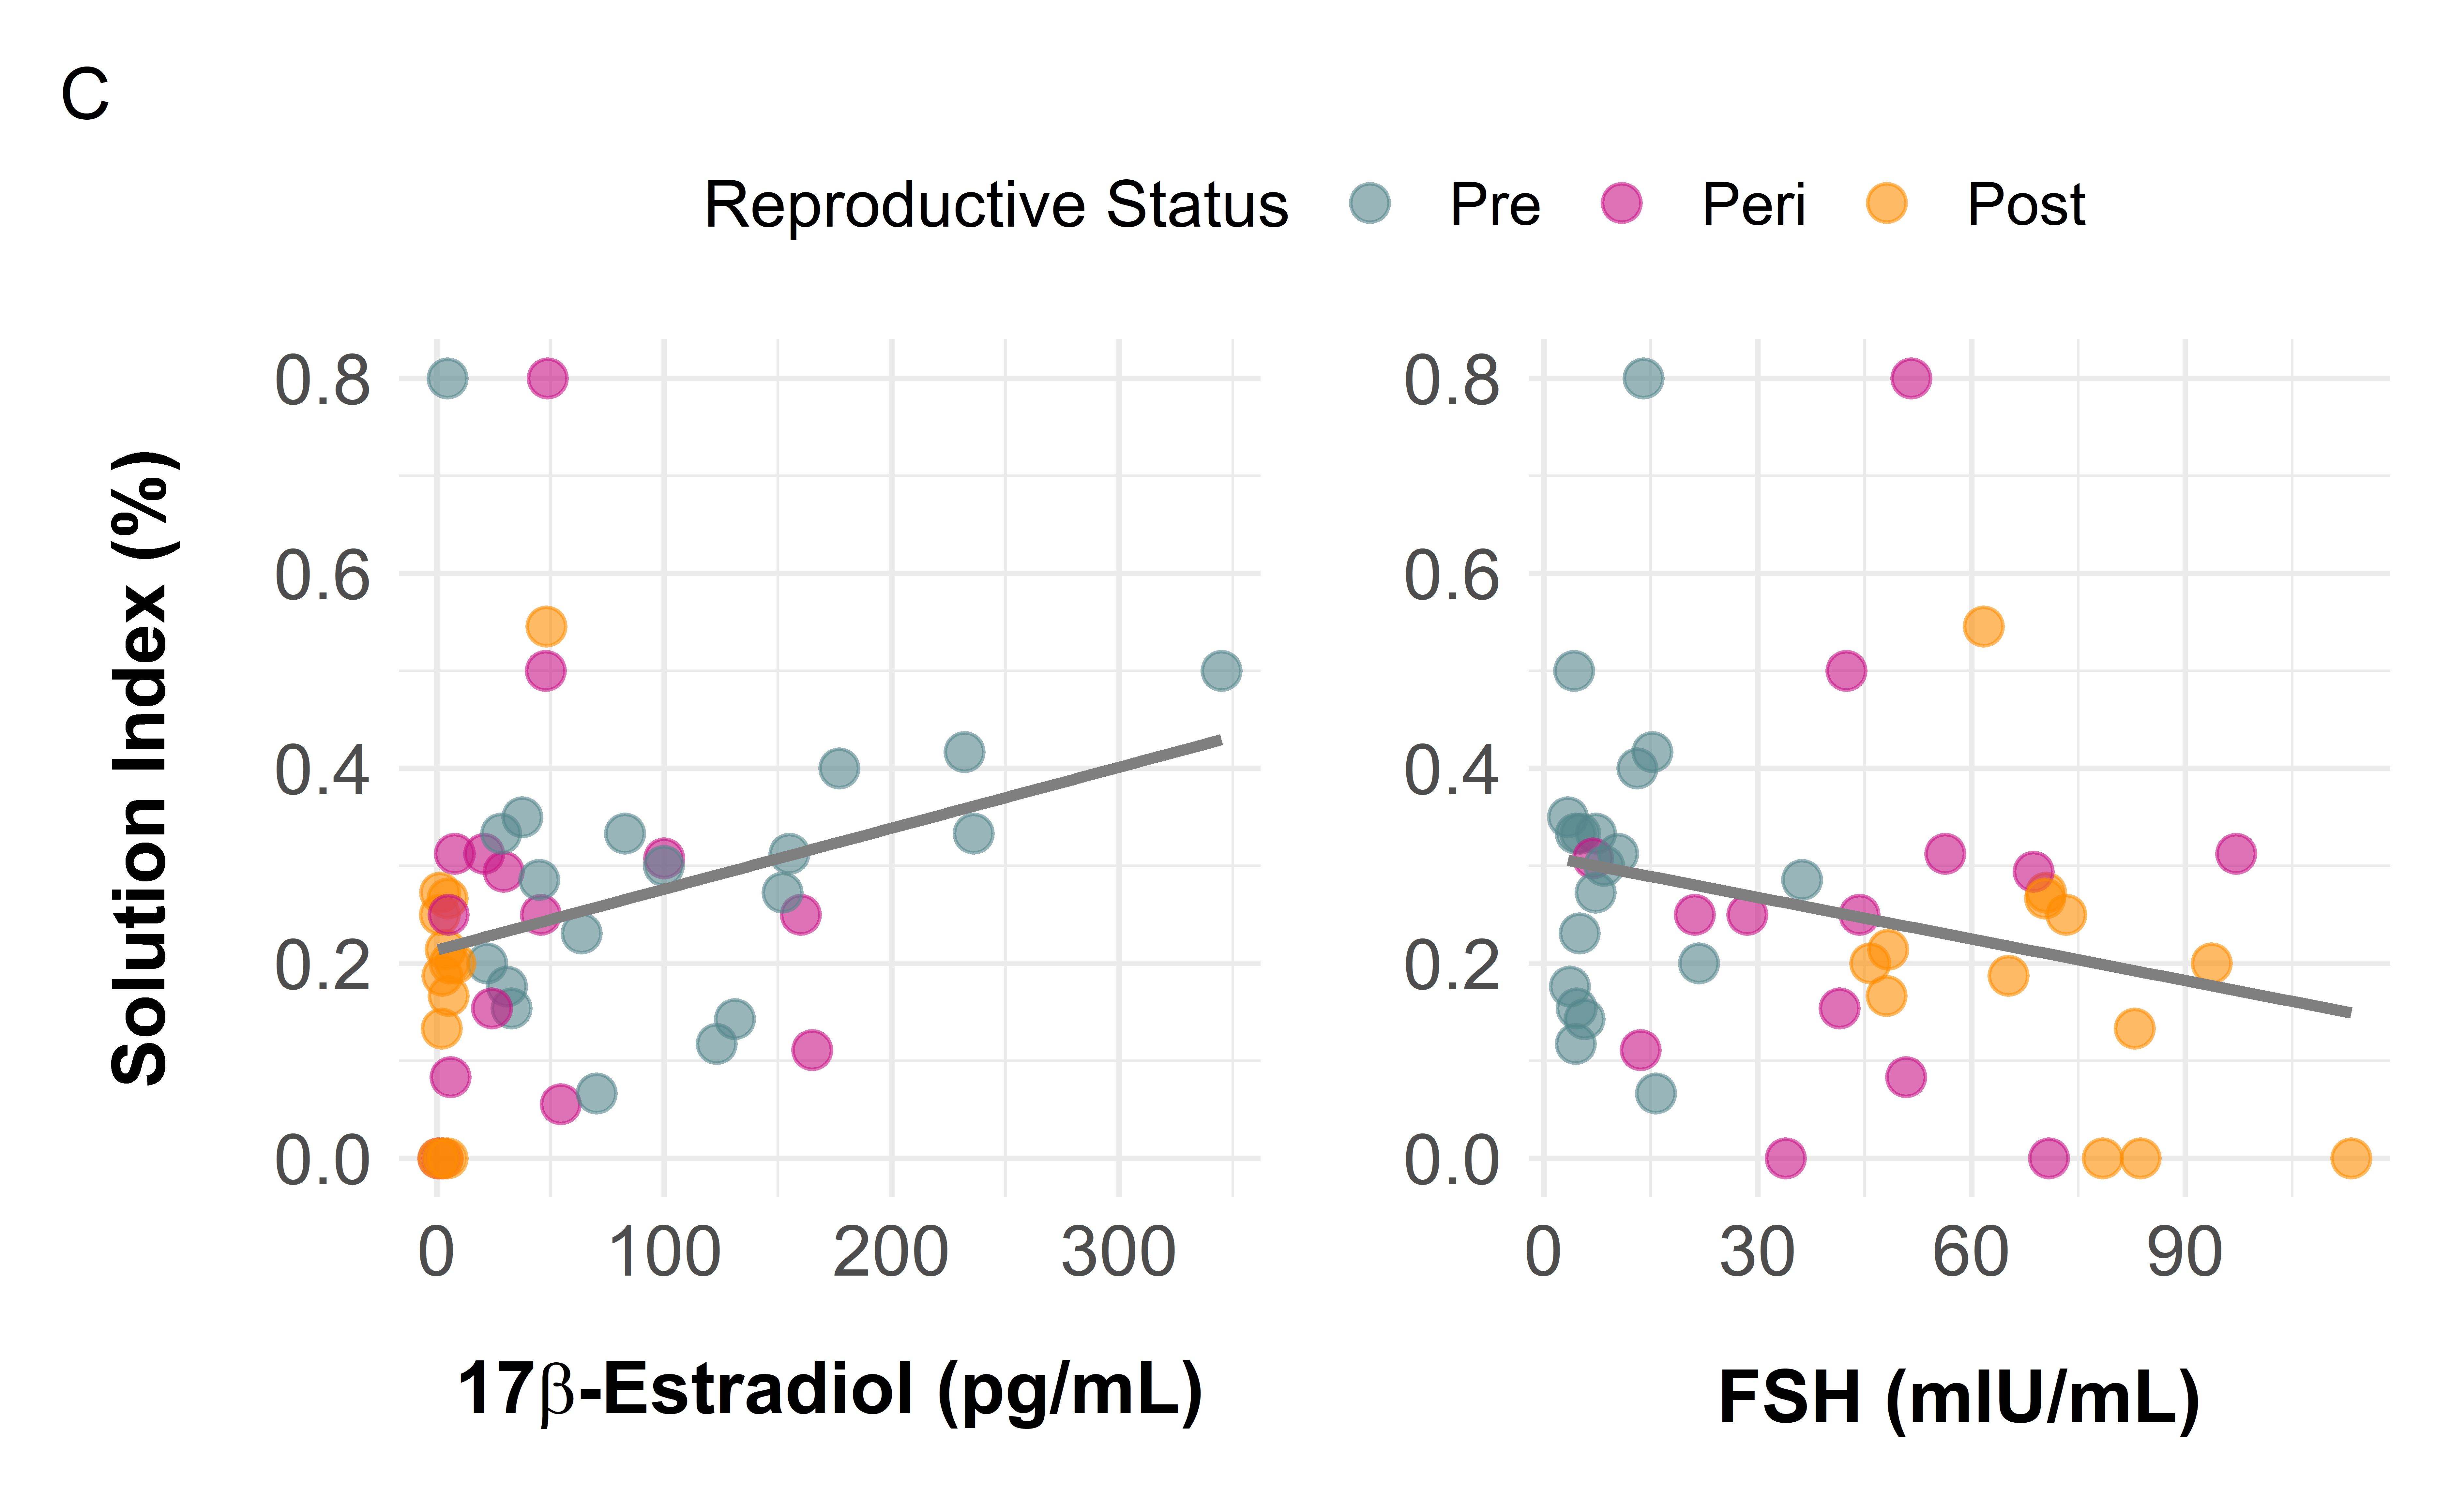 C
Reproductive Status Pre Peri Post
Solution Index (%)
0.8
0.6
0.4
0.2
0.0
0 100 200 300
17β-Estradiol (pg/mL)
0.8
0.6
0.4
0.2
0.0
0 30 60 90
FSH (mIU/mL)